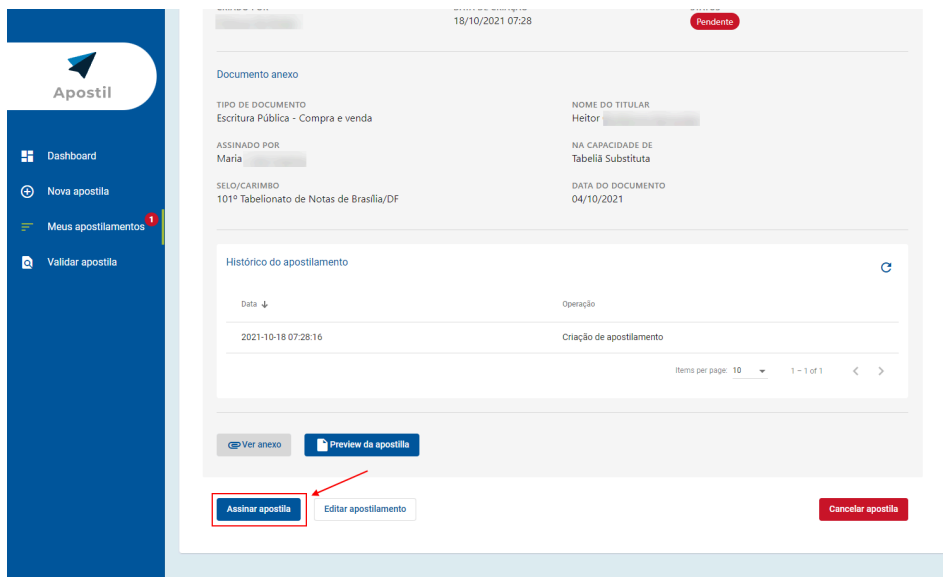 18/10/2021 07:28
Pendente
Apostil
Dashboard
Nova apostila
Meus apostilamentos 1
Validar apostila
Documento anexo
TIPO DE DOCUMENTO
Escritura Pública - Compra e venda
NOME DO TITULAR
Heitor
ASSINADO POR
Maria
NA CAPACIDADE DE
Tabeliã Substituta
SELO/CARIMBO
101º Tabelionato de Notas de Brasília/DF
DATA DO DOCUMENTO
04/10/2021
Histórico do apostilamento
Data Operação
2021-10-18 07:28:16 Criação de apostilamento
Items per page: 10 1 – 1 of 1
Ver anexo Preview da apostilla
Assinar apostila Editar apostilamento Cancelar apostila